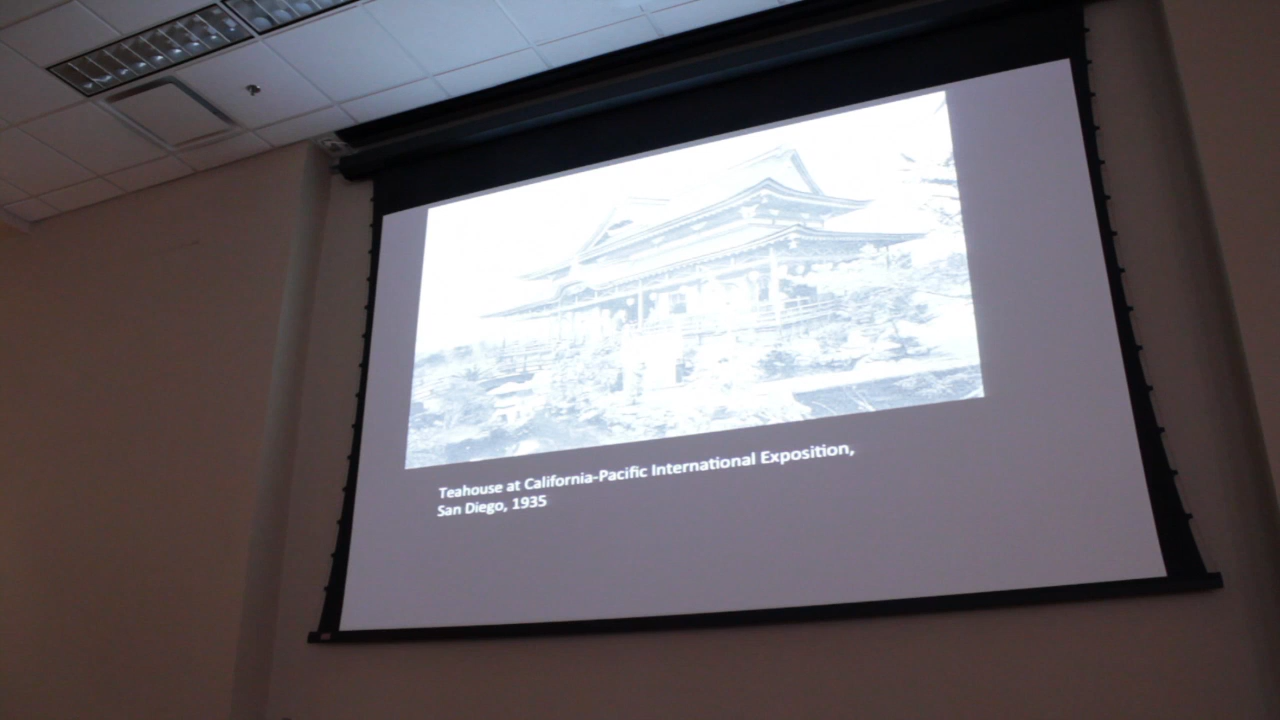 Teahouse at California-Pacific International Exposition,
San Diego, 1935